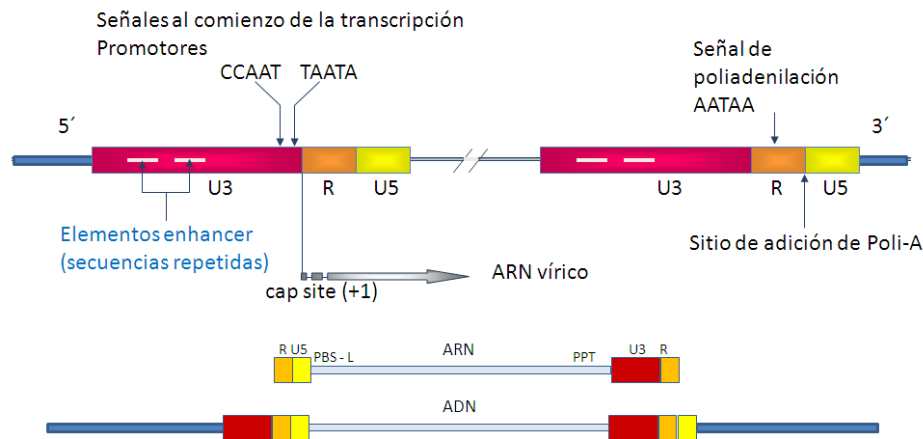 Señales al comienzo de la transcripción
Promotores
CCAAT TAATA
Señal de
poliadenilación
AATAA
5´
3´
U3 R U5
U3 R U5
Elementos enhancer
(secuencias repetidas)
Sitio de adición de Poli-A
ARN vírico
cap site (+1)
R U5 PBS - L ARN PPT U3 R
ADN